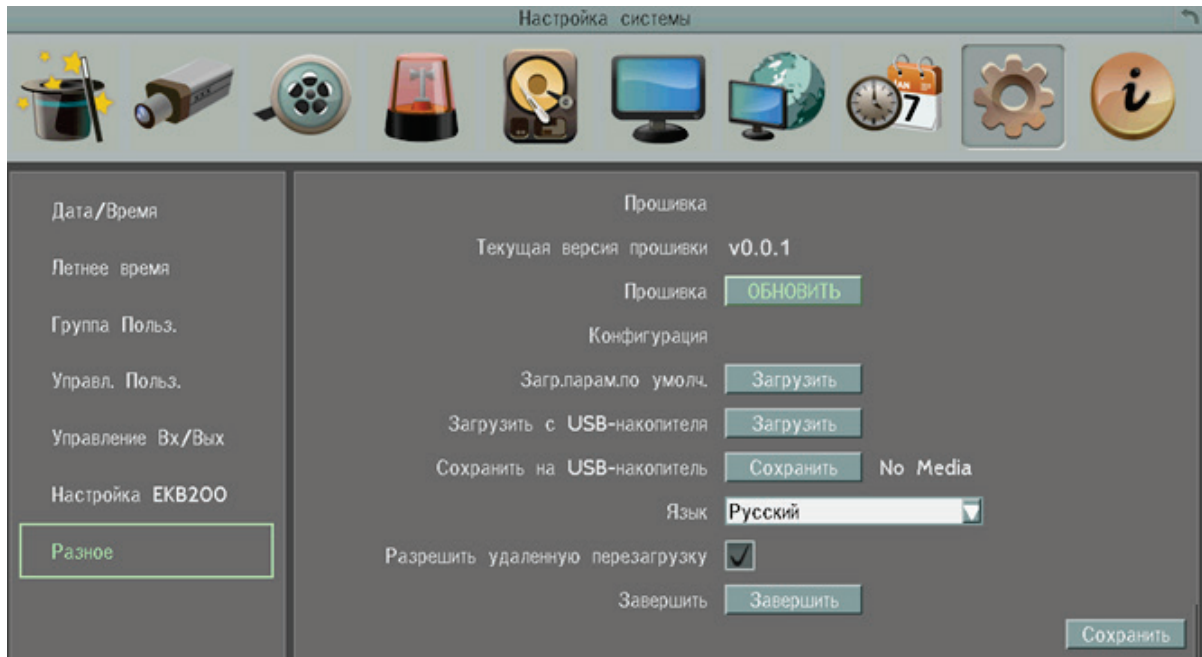 Настройка системы
JAN
7
i
Дата/Время
Летнее время
Группа Польз.
Управл. Польз.
Управление Вх/Вых
Настройка EKB200
Разное
Прошивка
Текущая версия прошивки v0.0.1
Прошивка ОБНОВИТЬ
Конфигурация
Загр.парам.по умолч. Загрузить
Загрузить с USB-накопителя Загрузить
Сохранить на USB-накопитель Сохранить No Media
Язык Русский
Разрешить удаленную перезагрузку
Завершить Завершить
Сохранить